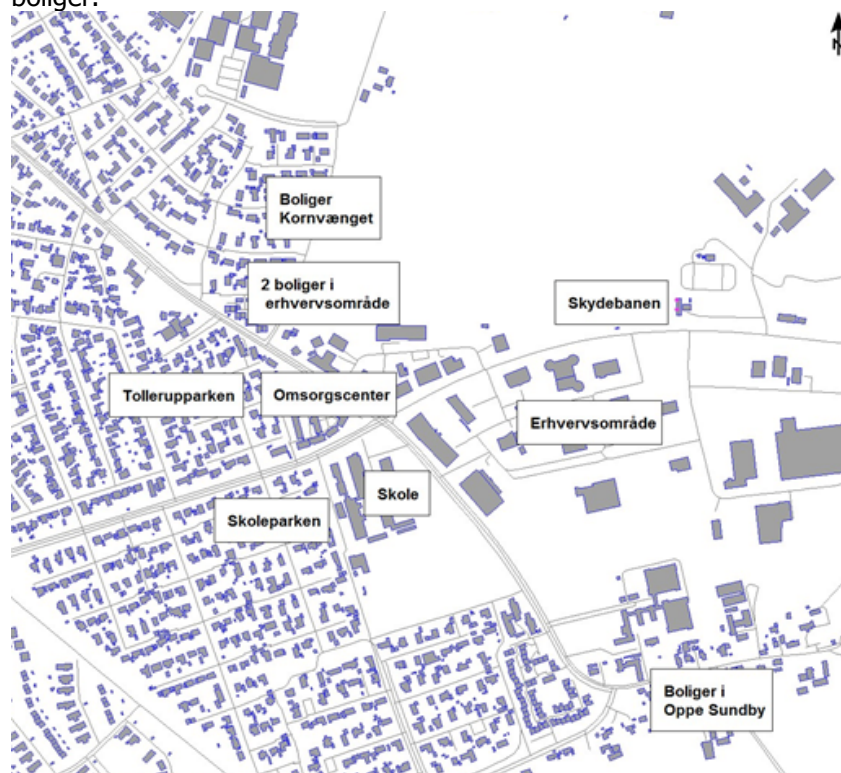 boliger.
Boliger
Kornvænget
2 boliger i
erhvervsområde
Skydebanen
Tollerupparken
Omsorgscenter
Erhvervsområde
Skole
Skoleparken
Boliger i
Oppe Sundby